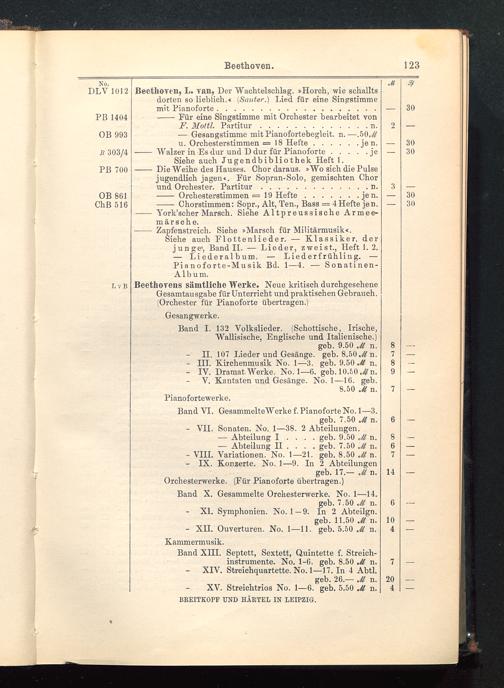 Beethoven. 123
No. ℳ ₰
DLV 1012 Beethoven, L. van, Der Wachtelschlag. »Horch, wie schallts
dorten so lieblich.« (Sauter.) Lied für eine Singstimme
mit Pianoforte . . . . . . . . . . . . . . . . — 30
PB 1404 —— Für eine Singstimme mit Orchester bearbeitet von
F. Mottl. Partitur . . . . . . . . . . . . n. 2 —
OB 993 — Gesangstimme mit Pianofortebegleit. n. —.50 ℳ
u. Orchesterstimmen = 18 Hefte . . . . . . je n. — 30
R 303/4 —— Walzer in Es dur und D dur für Pianoforte . . . . . je — 30
Siehe auch Jugendbibliothek Heft 1.
PB 700 —— Die Weihe des Hauses. Chor daraus. »Wo sich die Pulse
jugendlich jagen«. Für Sopran-Solo, gemischten Chor
und Orchester. Partitur . . . . . . . . . . . . n. 3 —
OB 861 —— Orchesterstimmen = 19 Hefte . . . . . . je n. — 30
ChB 516 —— Chorstimmen: Sopr., Alt, Ten., Bass = 4 Hefte je n. — 30
—— York'scher Marsch. Siehe Altpreussische Armee-
märsche.
—— Zapfenstreich. Siehe »Marsch für Militärmusik«.
Siehe auch Flottenlieder. — Klassiker, der
junge, Band II. — Lieder, zweist., Heft 1. 2.
— Liederalbum. — Liederfrühling. —
Pianoforte-Musik Bd. 1—4. — Sonatinen-
Album.
L v B Beethovens sämtliche Werke. Neue kritisch durchgesehene
Gesamtausgabe für Unterricht und praktischen Gebrauch.
(Orchester für Pianoforte übertragen.)
Gesangwerke.
Band I. 132 Volkslieder. (Schottische, Irische,
Wallisische, Englische und Italienische.)
geb. 9.50 ℳ n. 8 —
- II. 107 Lieder und Gesänge. geb. 8.50 ℳ n. 7 —
- III. Kirchenmusik No. 1—3. geb. 9.50 ℳ n. 8 —
- IV. Dramat. Werke. No. 1—6. geb. 10.50 ℳ n. 9 —
- V. Kantaten und Gesänge. No. 1—16. geb.
8.50 ℳ n. 7 —
Pianofortewerke.
Band VI. Gesammelte Werke f. Pianoforte No. 1—3.
geb. 7.50 ℳ n. 6 —
- VII. Sonaten. No. 1—38. 2 Abteilungen.
— Abteilung I . . . . geb. 9.50 ℳ n. 8 —
— Abteilung II . . . . geb. 7.50 ℳ n. 6 —
- VIII. Variationen. No. 1—21. geb. 8.50 ℳ n. 7 —
- IX. Konzerte. No. 1—9. In 2 Abteilungen
geb. 17.— ℳ n. 14 —
Orchesterwerke. (Für Pianoforte übertragen.)
Band X. Gesammelte Orchesterwerke. No. 1—14.
geb. 7.50 ℳ n. 6 —
- XI. Symphonien. No. 1—9. In 2 Abteilgn.
geb. 11.50 ℳ n. 10 —
- XII. Ouverturen. No. 1—11. geb. 5.50 ℳ n. 4 —
Kammermusik.
Band XIII. Septett, Sextett, Quintette f. Streich-
instrumente. No. 1-6. geb. 8.50 ℳ n. 7 —
- XIV. Streichquartette. No. 1—17. In 4 Abtl.
geb. 26.— ℳ n. 20 —
- XV. Streichtrios No. 1—6. geb. 5.50 ℳ n. 4 —
BREITKOPF UND HÄRTEL IN LEIPZIG.